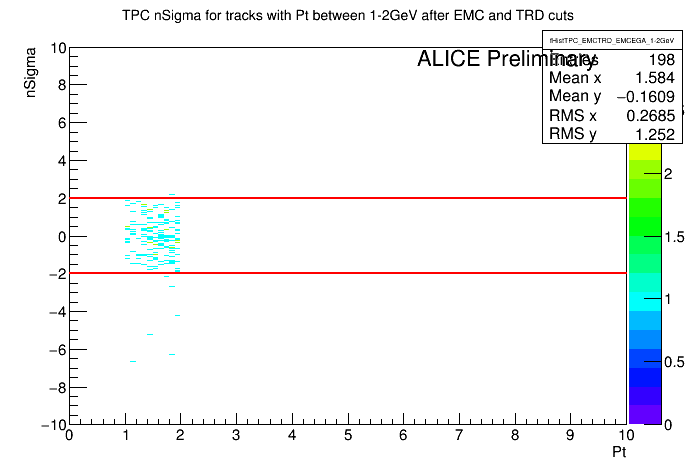 TPC nSigma for tracks with Pt between 1-2GeV after EMC and TRD cuts
ALICE Preliminary
fHistTPC_EMCTRD_EMCEGA_1-2GeV
Entries 198
Mean x 1.584
Mean y −0.1609
RMS x 0.2685
RMS y 1.252
nSigma
10
8
6
4
2
0
−2
−4
−6
−8
−10
0 1 2 3 4 5 6 7 8 9 10
Pt
2
1.5
1
0.5
0